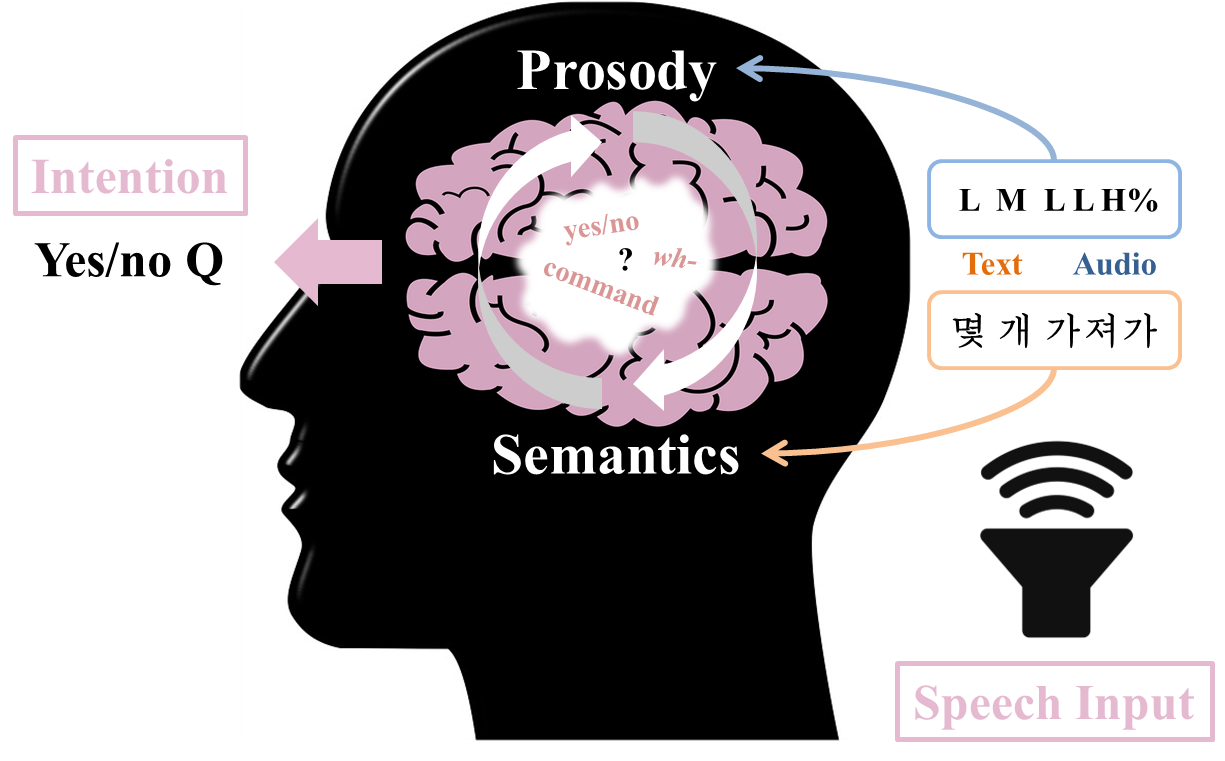 Prosody
Intention
Yes/no Q
yes/no
? wh-
command
Semantics
L M L L H%
Text Audio
몇 개 가져가
Speech Input